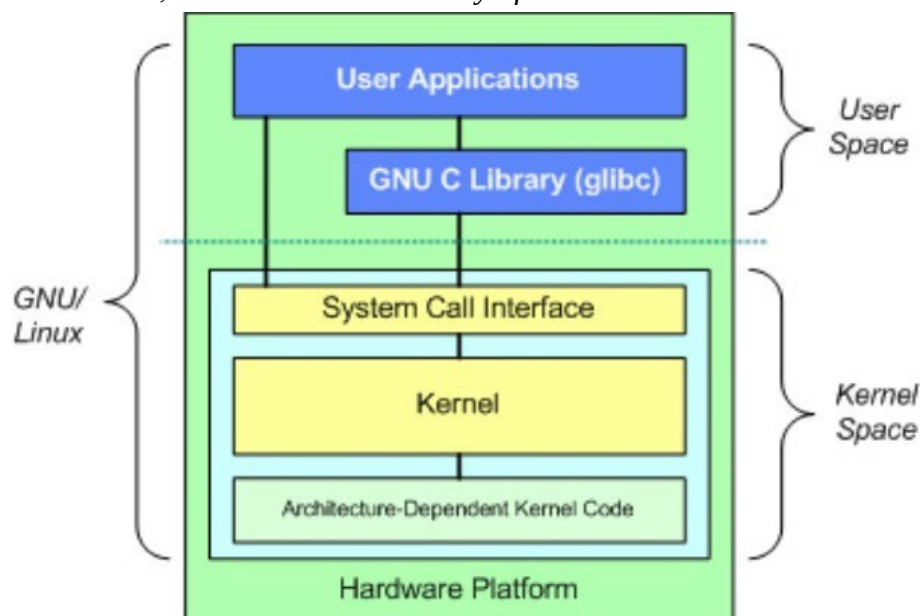 User Applications
GNU C Library (glibc)
User
Space
GNU/
Linux
System Call Interface
Kernel
Kernel
Space
Architecture-Dependent Kernel Code
Hardware Platform